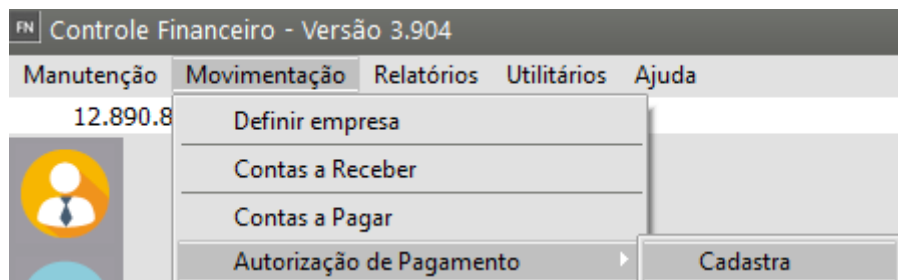 FN Controle Financeiro - Versão 3.904
Manutenção Movimentação Relatórios Utilitários Ajuda
12.890.8
Definir empresa
Contas a Receber
Contas a Pagar
Autorização de Pagamento Cadastra